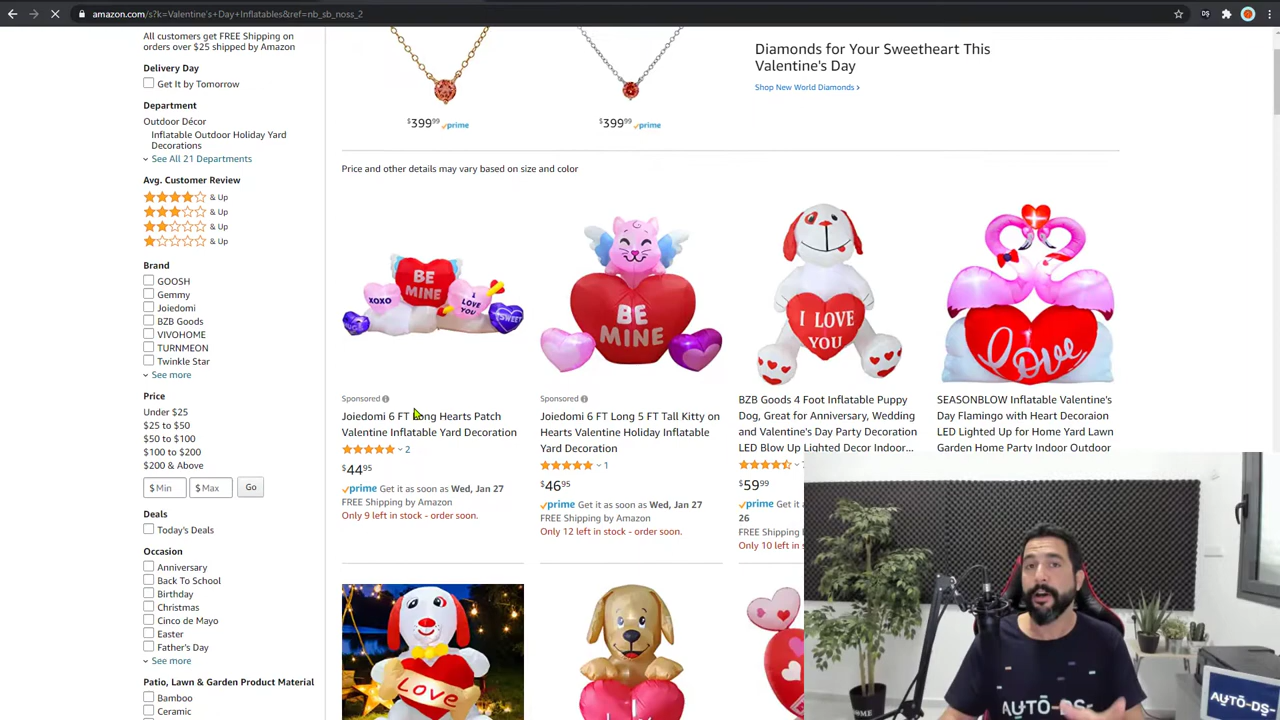 amazon.com/s?k=Valentine's+Day+Inflatables&ref=nb_sb_noss_2
All customers get FREE Shipping on
orders over $25 shipped by Amazon
Delivery Day
Get It by Tomorrow
Department
Outdoor Décor
Inflatable Outdoor Holiday Yard
Decorations
See All 21 Departments
Avg. Customer Review
& Up
& Up
& Up
& Up
Brand
GOOSH
Gemmy
Joiedomi
BZB Goods
VIVOHOME
TURNMEON
Twinkle Star
See more
Price
Under $25
$25 to $50
$50 to $100
$100 to $200
$200 & Above
$ Min $ Max Go
Deals
Today's Deals
Occasion
Anniversary
Back To School
Birthday
Christmas
Cinco de Mayo
Easter
Father's Day
See more
Patio, Lawn & Garden Product Material
Bamboo
Ceramic
$399 99 prime
$399 99 prime
Diamonds for Your Sweetheart This
Valentine's Day
Shop New World Diamonds >
Price and other details may vary based on size and color
XOXO
BE
MINE
I
LOVE
YOU
SWEET
Sponsored
Joiedomi 6 FT Long Hearts Patch
Valentine Inflatable Yard Decoration
2
$44 95
prime Get it as soon as Wed, Jan 27
FREE Shipping by Amazon
Only 9 left in stock - order soon.
BE
MINE
Sponsored
Joiedomi 6 FT Long 5 FT Tall Kitty on
Hearts Valentine Holiday Inflatable
Yard Decoration
1
$46 95
prime Get it as soon as Wed, Jan 27
FREE Shipping by Amazon
Only 12 left in stock - order soon.
I LOVE
YOU
BZB Goods 4 Foot Inflatable Puppy
Dog, Great for Anniversary, Wedding
and Valentine's Day Party Decoration
LED Blow Up Lighted Decor Indoor...
$59 99
prime Get it
26
FREE Shippin
Only 10 left in s
Love
SEASONBLOW Inflatable Valentine's
Day Flamingo with Heart Decoraion
LED Lighted Up for Home Yard Lawn
Garden Home Party Indoor Outdoor
Love
HOME
AUTO-DS-
AUTO-DS-